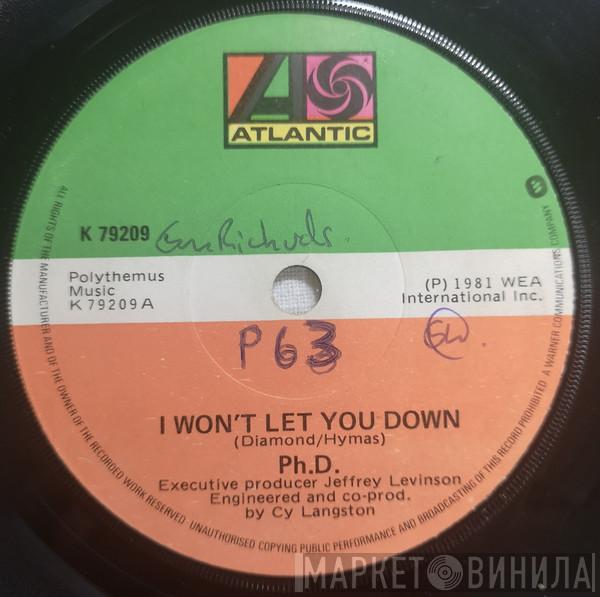 ATLANTIC
K 79209
Polythemus
Music
K 79209 A
(P) 1981 WEA
International Inc.
P 63
I WON'T LET YOU DOWN
(Diamond/Hymas)
Ph.D.
Executive producer Jeffrey Levinson
Engineered and co-prod.
by Cy Langston
ALL RIGHTS OF THE MANUFACTURER AND OF THE OWNER OF THE RECORDED WORK RESERVED. UNAUTHORISED COPYING PUBLIC PERFORMANCE AND BROADCASTING OF THIS RECORD PROHIBITED A WARNER COMMUNICATIONS COMPANY
МАРКЕТ ВИНИЛА